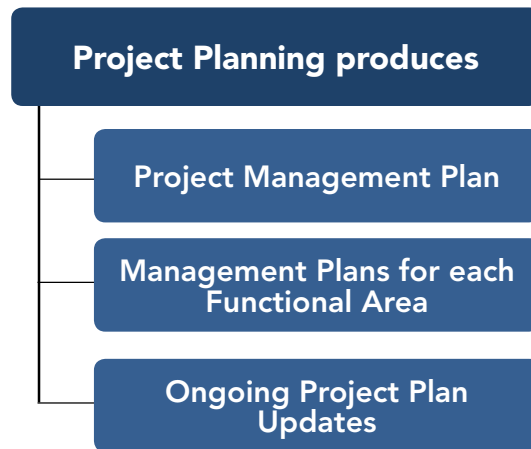 Project Planning produces
Project Management Plan
Management Plans for each
Functional Area
Ongoing Project Plan
Updates